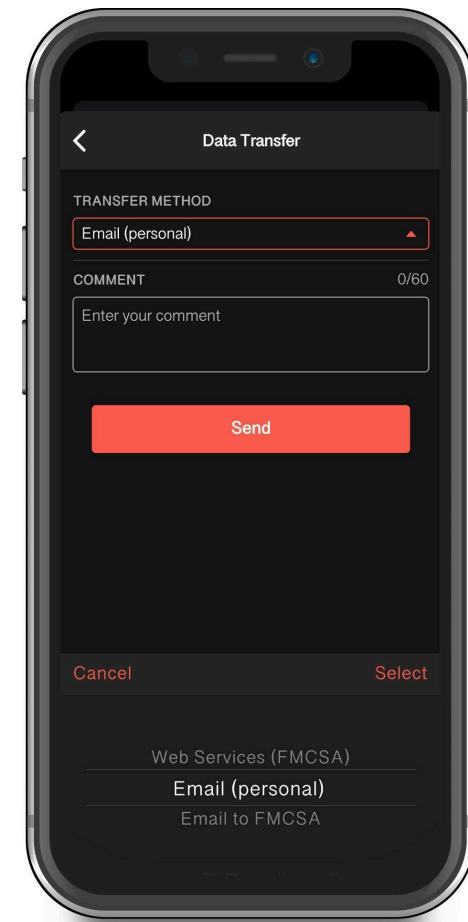 Data Transfer
TRANSFER METHOD
Email (personal)
COMMENT 0/60
Enter your comment
Send
Cancel Select
Web Services (FMCSA)
Email (personal)
Email to FMCSA